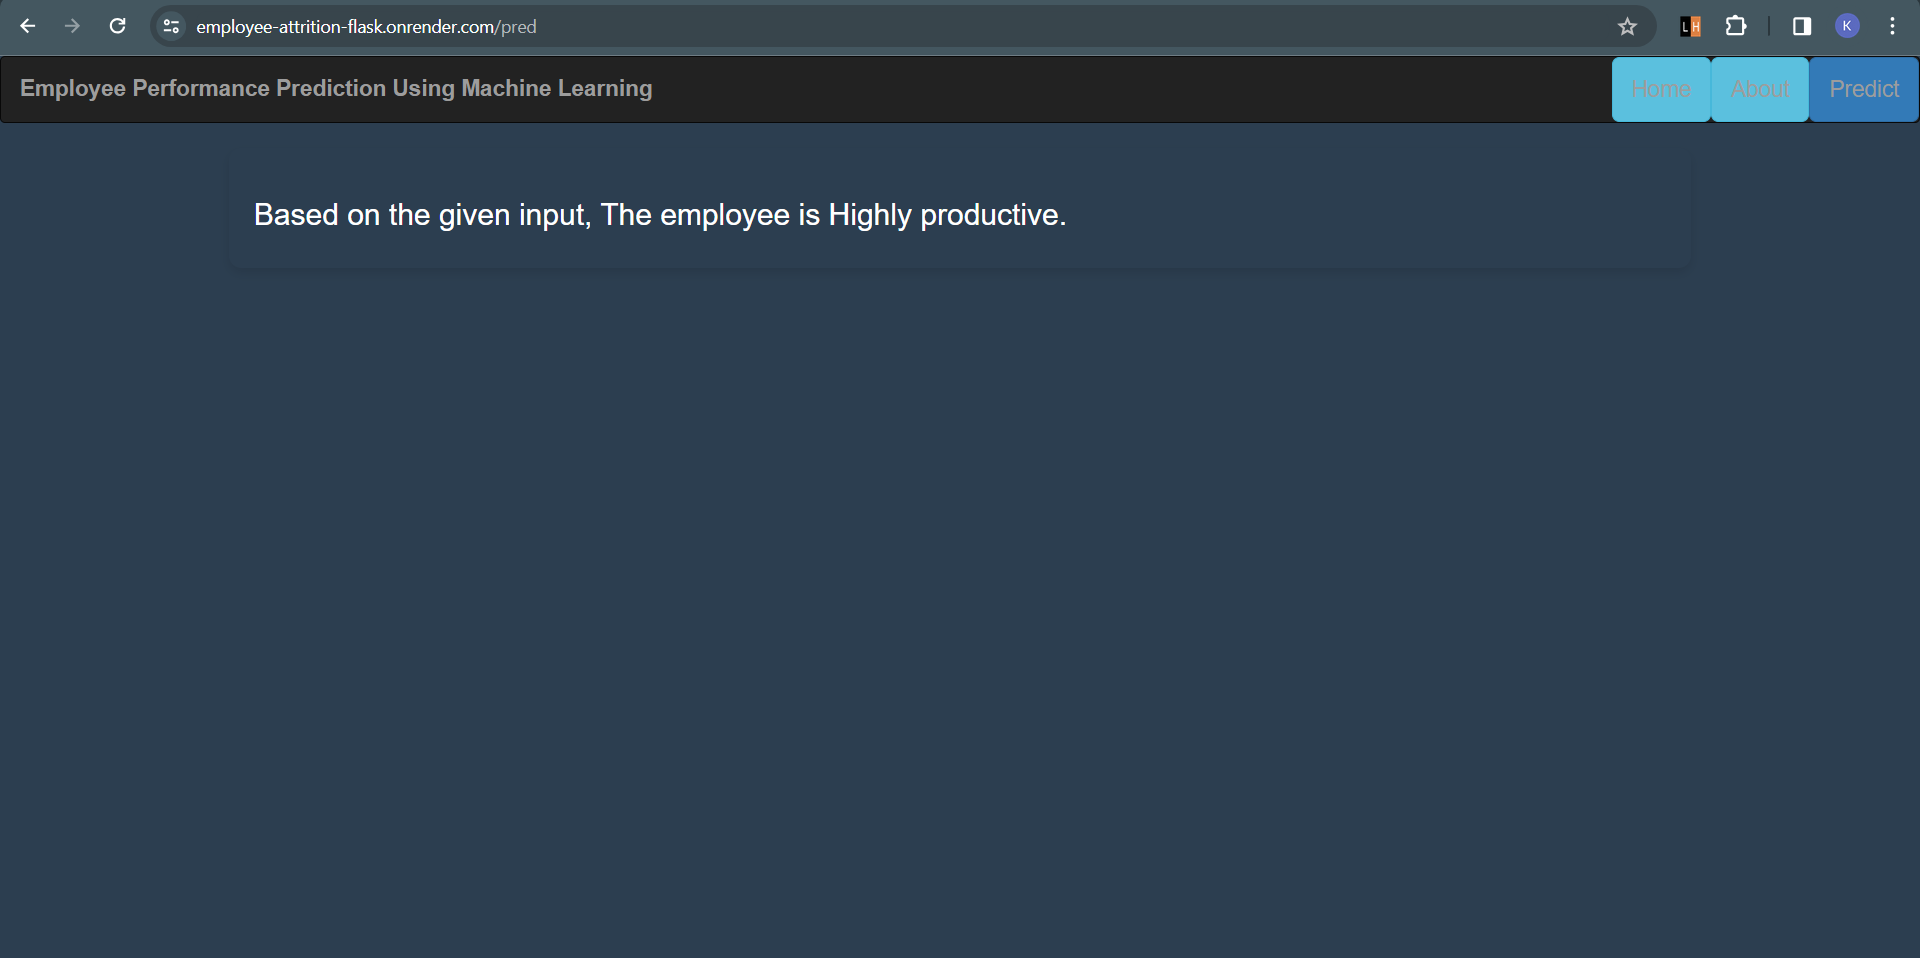 employee-attrition-flask.onrender.com/pred
LH
K
Employee Performance Prediction Using Machine Learning
Home
About
Predict
Based on the given input, The employee is Highly productive.